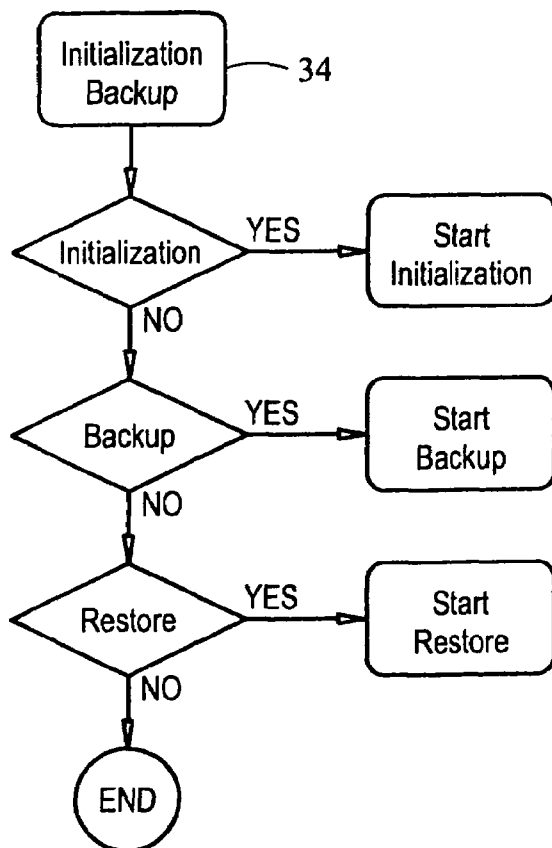 Initialization
Backup
34
Initialization
YES
Start
Initialization
NO
Backup
YES
Start
Backup
NO
Restore
YES
Start
Restore
NO
END